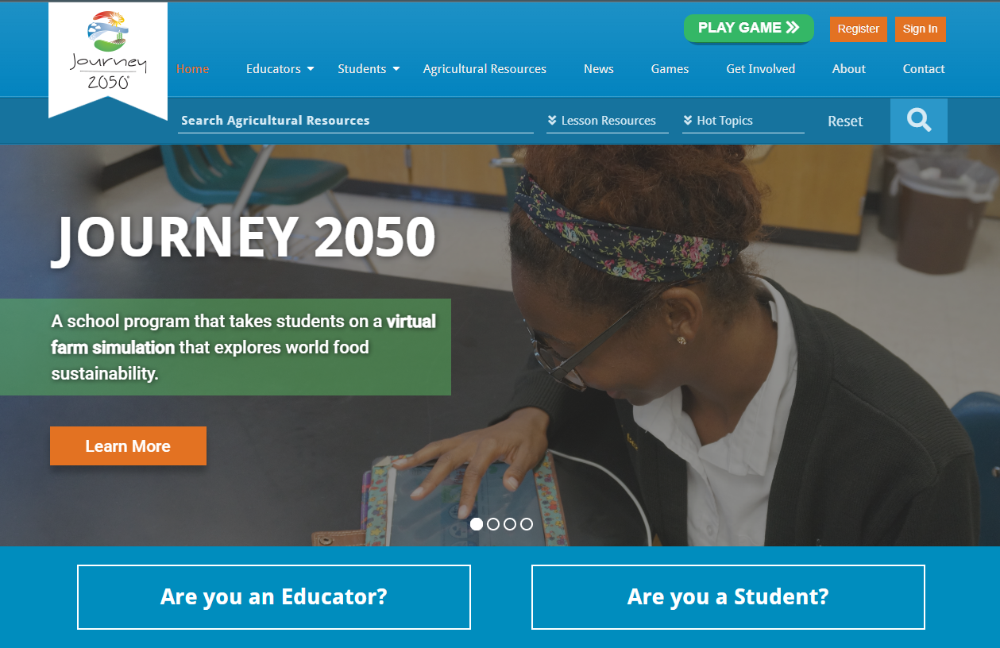 Journey
2050
PLAY GAME
Register
Sign In
Home
Educators
Students
Agricultural Resources
News
Games
Get Involved
About
Contact
Search Agricultural Resources
Lesson Resources
Hot Topics
Reset
JOURNEY 2050
A school program that takes students on a virtual
farm simulation that explores world food
sustainability.
Learn More
Are you an Educator?
Are you a Student?